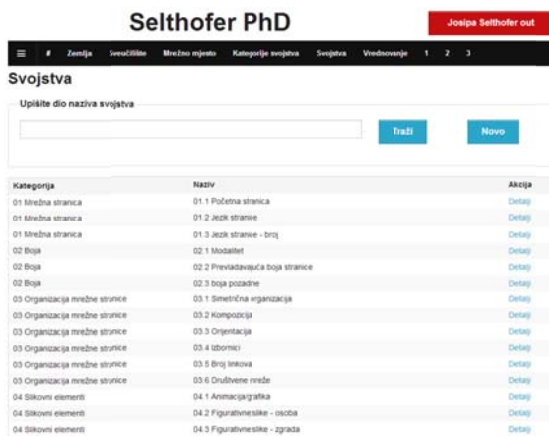 Selthofer PhD
Josipa Selthofer out
# Zemlja Sveučilište Mrežno mjesto Kategorije svojstva Svojstva Vrednovanje 1 2 3
Svojstva
Upišite dio naziva svojstva
Traži Novo
Kategorija Naziv Akcija
01 Mrežna stranica 01.1 Početna stranica Detalji
01 Mrežna stranica 01.2 Jezik stranice Detalji
01 Mrežna stranica 01.3 Jezik stranice - broj Detalji
02 Boja 02.1 Modalitet Detalji
02 Boja 02.2 Prevladavajuća boja stranice Detalji
02 Boja 02.3 boja pozadne Detalji
03 Organizacija mrežne stranice 03.1 Simetrična organizacija Detalji
03 Organizacija mrežne stranice 03.2 Kompozicija Detalji
03 Organizacija mrežne stranice 03.3 Orijentacija Detalji
03 Organizacija mrežne stranice 03.4 Izbornici Detalji
03 Organizacija mrežne stranice 03.5 Broj linkova Detalji
03 Organizacija mrežne stranice 03.6 Društvene mreže Detalji
04 Slikovni elementi 04.1 Animacija/grafika Detalji
04 Slikovni elementi 04.2 Figurativneslike - osoba Detalji
04 Slikovni elementi 04.3 Figurativneslike - zgrada Detalji